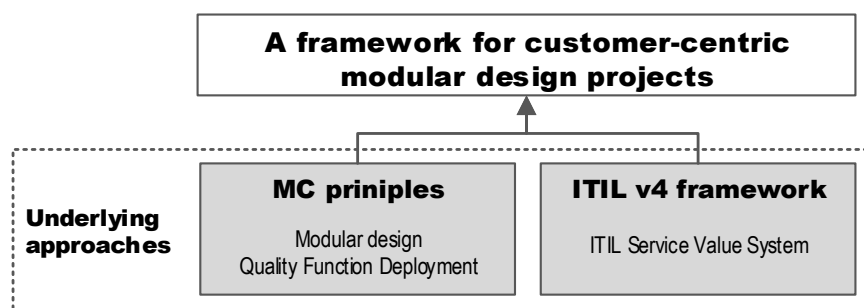 A framework for customer-centric
modular design projects
Underlying
approaches
MC priniples
Modular design
Quality Function Deployment
ITIL v4 framework
ITIL Service Value System